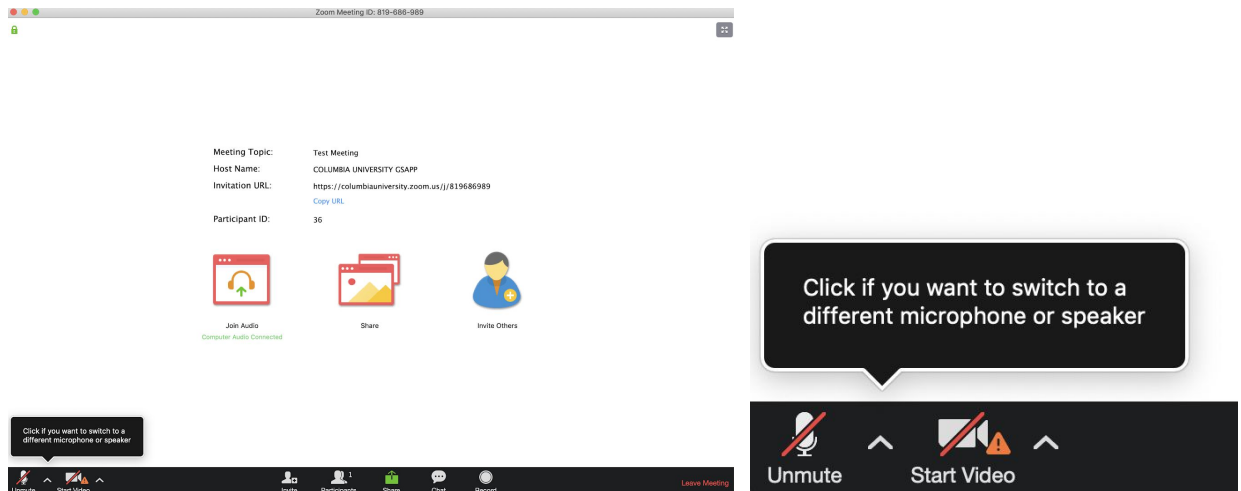 Zoom Meeting ID: 819-686-989
Meeting Topic: Test Meeting
Host Name: COLUMBIA UNIVERSITY GSAPP
Invitation URL: https://columbiauniversity.zoom.us/j/819686989
Copy URL
Participant ID: 36
Join Audio
Computer Audio Connected
Share
Invite Others
Click if you want to switch to a
different microphone or speaker
Unmute
Start Video
Invite
1
Participants
Share
Chat
Record
Leave Meeting
Click if you want to switch to a
different microphone or speaker
Unmute
Start Video